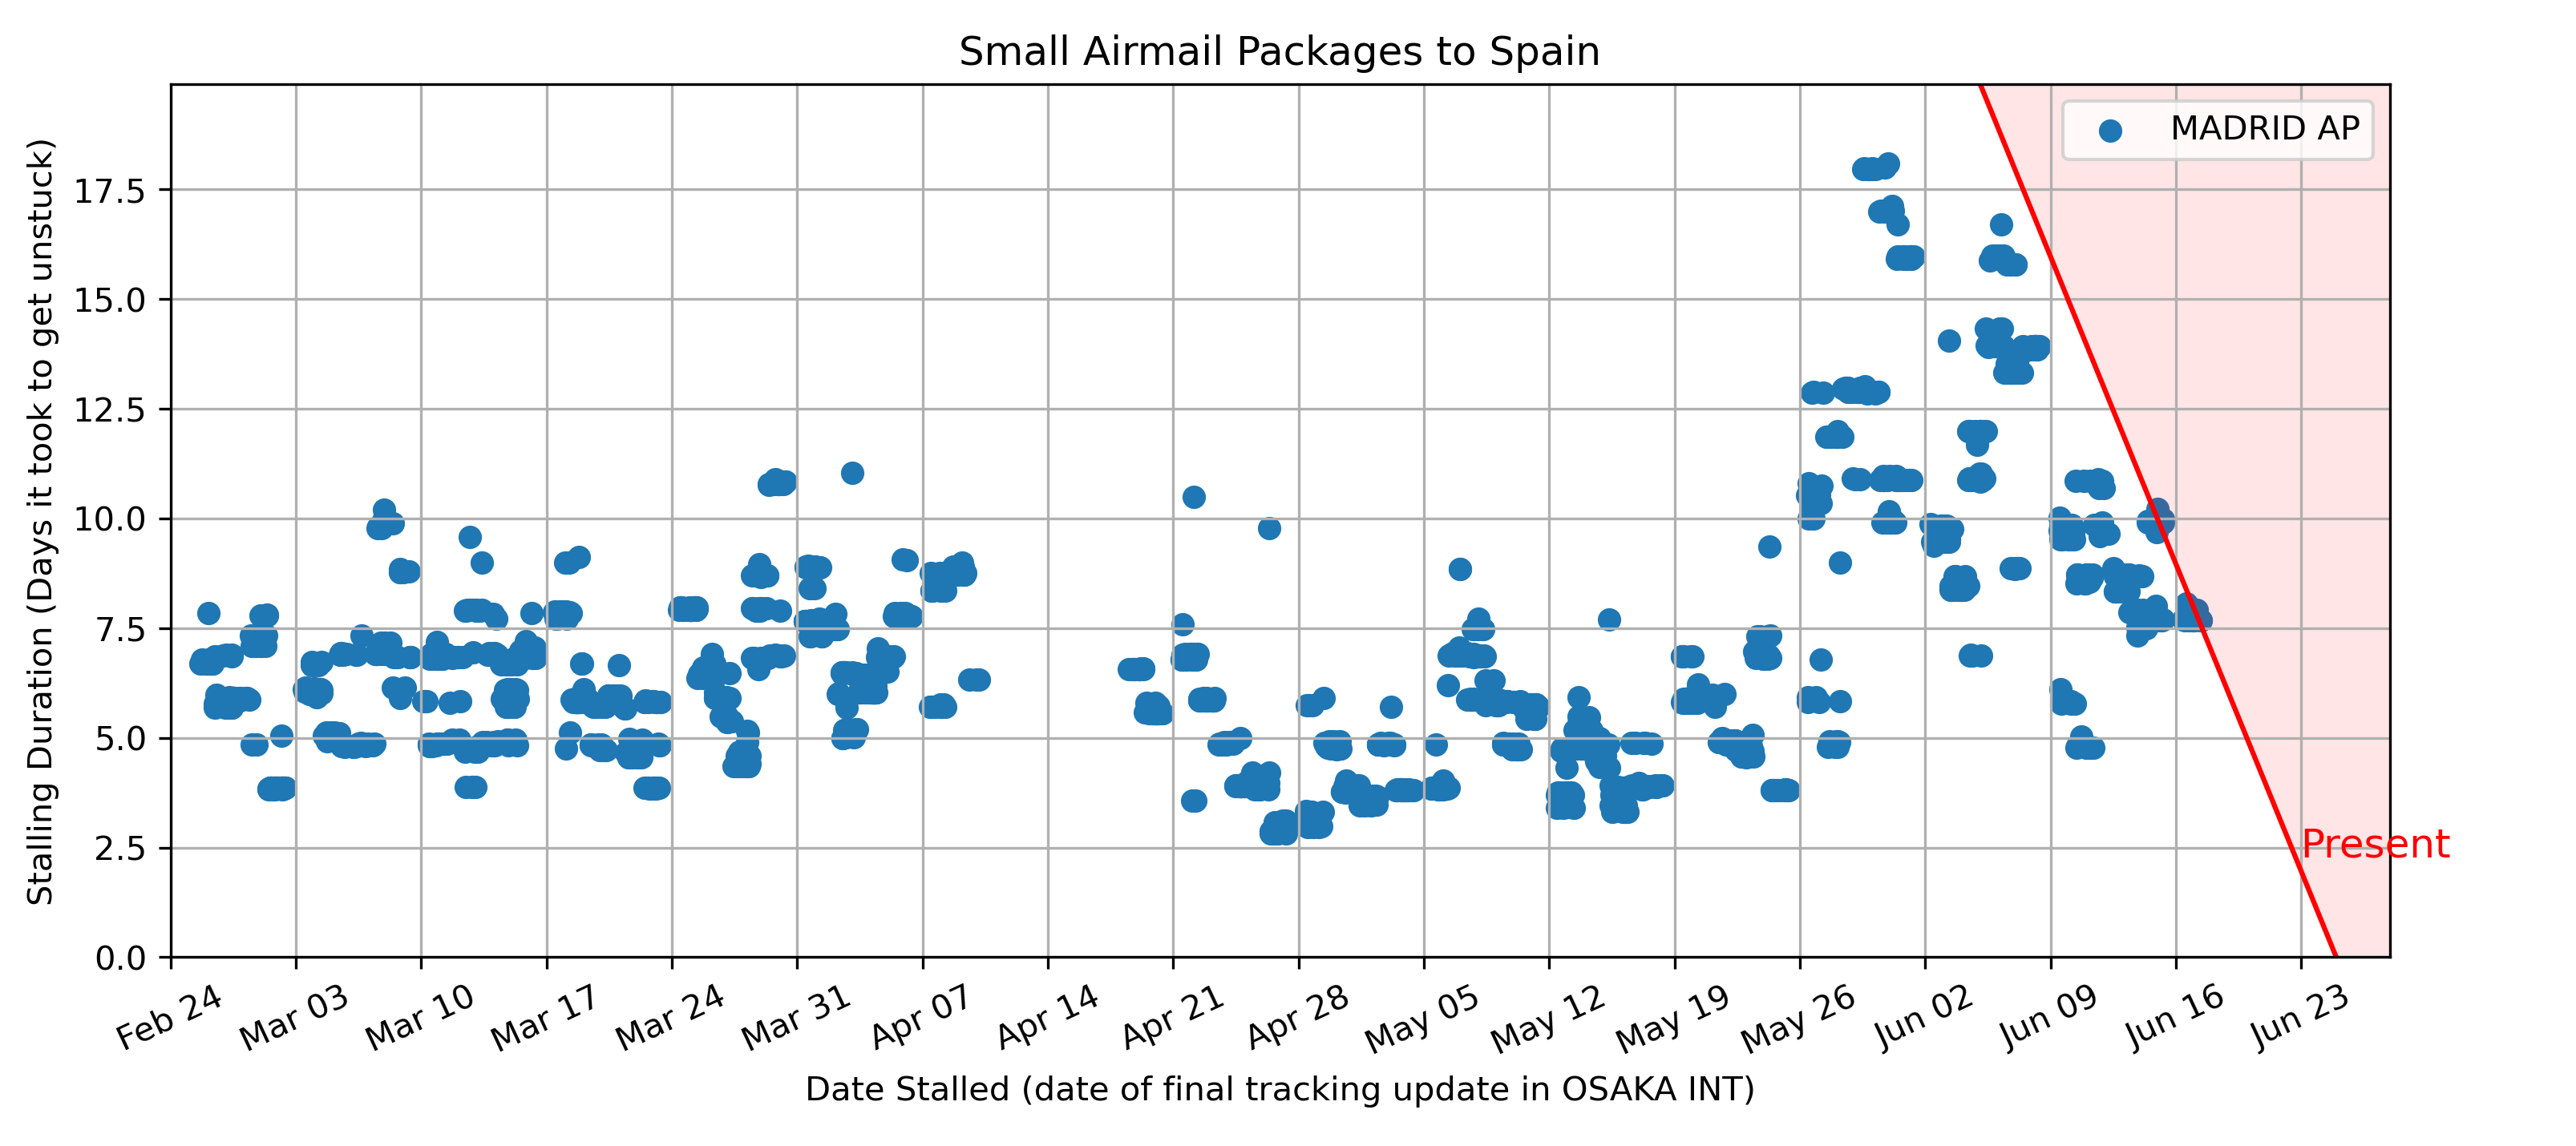 Small Airmail Packages to Spain
MADRID AP
Stalling Duration (Days it took to get unstuck)
17.5
15.0
12.5
10.0
7.5
5.0
2.5
0.0
Present
Feb 24 Mar 03 Mar 10 Mar 17 Mar 24 Mar 31 Apr 07 Apr 14 Apr 21 Apr 28 May 05 May 12 May 19 May 26 Jun 02 Jun 09 Jun 16 Jun 23
Date Stalled (date of final tracking update in OSAKA INT)